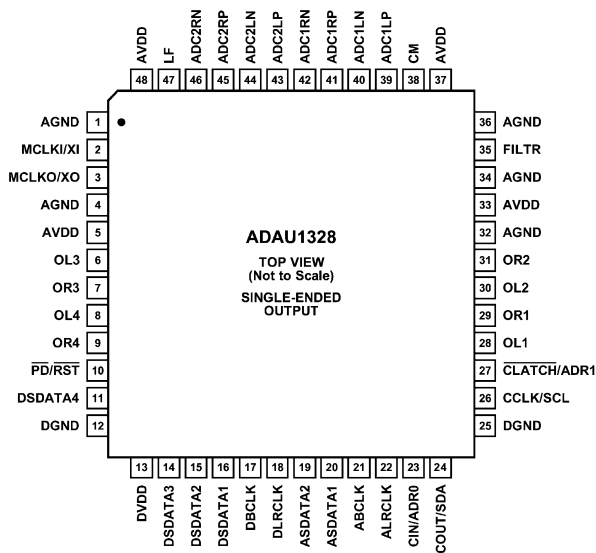 AVDD
LF
ADC2RN
ADC2RP
ADC2LN
ADC2LP
ADC1RN
ADC1RP
ADC1LN
ADC1LP
CM
AVDD
48
47
46
45
44
43
42
41
40
39
38
37
AGND 1
MCLKI/XI 2
MCLKO/XO 3
AGND 4
AVDD 5
OL3 6
OR3 7
OL4 8
OR4 9
PD/RST 10
DSDATA4 11
DGND 12
ADAU1328
TOP VIEW
(Not to Scale)
SINGLE-ENDED
OUTPUT
36 AGND
35 FILTR
34 AGND
33 AVDD
32 AGND
31 OR2
30 OL2
29 OR1
28 OL1
27 CLATCH/ADR1
26 CCLK/SCL
25 DGND
13
14
15
16
17
18
19
20
21
22
23
24
DVDD
DSDATA3
DSDATA2
DSDATA1
DBCLK
DLRCLK
ASDATA2
ASDATA1
ABCLK
ALRCLK
CIN/ADR0
COUT/SDA